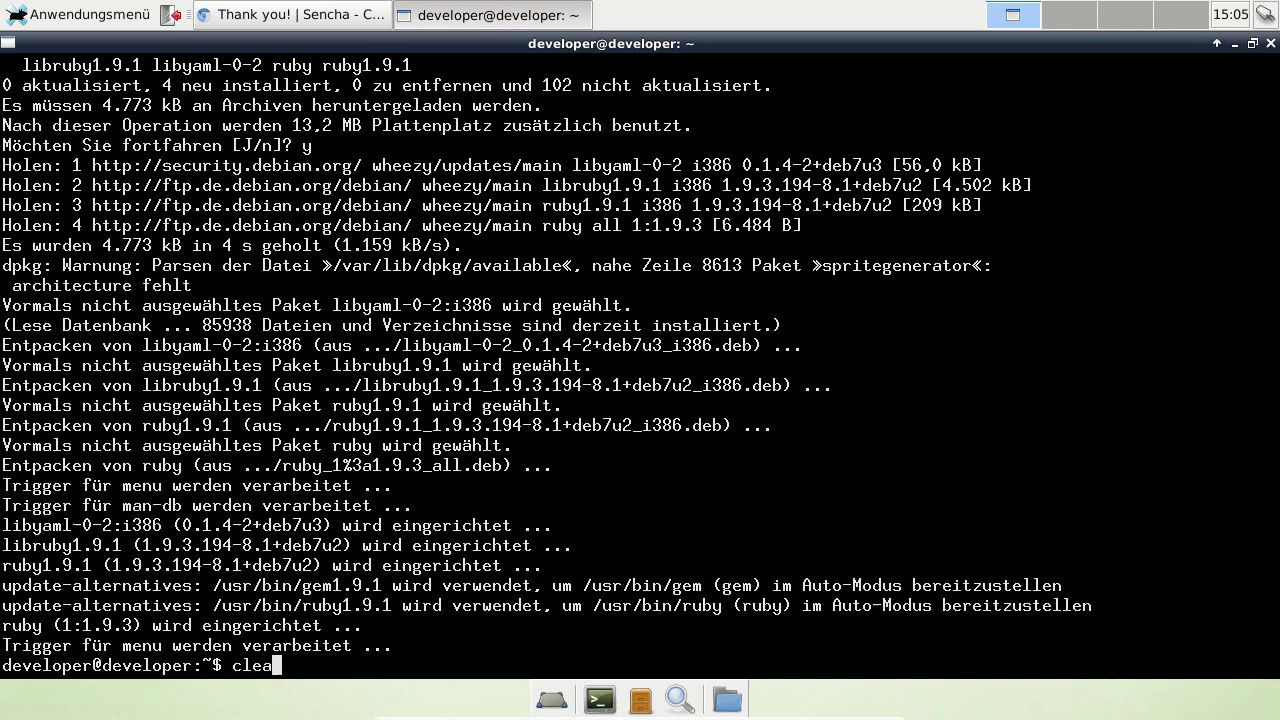 Anwendungsmenü
Thank you! | Sencha - C...
developer@developer: ~
15:05
developer@developer: ~
libruby1.9.1 libyaml-0-2 ruby ruby1.9.1
0 aktualisiert, 4 neu installiert, 0 zu entfernen und 102 nicht aktualisiert.
Es müssen 4.773 kB an Archiven heruntergeladen werden.
Nach dieser Operation werden 13,2 MB Plattenplatz zusätzlich benutzt.
Möchten Sie fortfahren [J/n]? y
Holen: 1 http://security.debian.org/ wheezy/updates/main libyaml-0-2 i386 0.1.4-2+deb7u3 [56,0 kB]
Holen: 2 http://ftp.de.debian.org/debian/ wheezy/main libruby1.9.1 i386 1.9.3.194-8.1+deb7u2 [4.502 kB]
Holen: 3 http://ftp.de.debian.org/debian/ wheezy/main ruby1.9.1 i386 1.9.3.194-8.1+deb7u2 [209 kB]
Holen: 4 http://ftp.de.debian.org/debian/ wheezy/main ruby all 1:1.9.3 [6.484 B]
Es wurden 4.773 kB in 4 s geholt (1.159 kB/s).
dpkg: Warnung: Parsen der Datei »/var/lib/dpkg/available«, nahe Zeile 8613 Paket »spritegenerator«:
architecture fehlt
Vormals nicht ausgewähltes Paket libyaml-0-2:i386 wird gewählt.
(Lese Datenbank ... 85938 Dateien und Verzeichnisse sind derzeit installiert.)
Entpacken von libyaml-0-2:i386 (aus .../libyaml-0-2_0.1.4-2+deb7u3_i386.deb) ...
Vormals nicht ausgewähltes Paket libruby1.9.1 wird gewählt.
Entpacken von libruby1.9.1 (aus .../libruby1.9.1_1.9.3.194-8.1+deb7u2_i386.deb) ...
Vormals nicht ausgewähltes Paket ruby1.9.1 wird gewählt.
Entpacken von ruby1.9.1 (aus .../ruby1.9.1_1.9.3.194-8.1+deb7u2_i386.deb) ...
Vormals nicht ausgewähltes Paket ruby wird gewählt.
Entpacken von ruby (aus .../ruby_1%3a1.9.3_all.deb) ...
Trigger für menu werden verarbeitet ...
Trigger für man-db werden verarbeitet ...
libyaml-0-2:i386 (0.1.4-2+deb7u3) wird eingerichtet ...
libruby1.9.1 (1.9.3.194-8.1+deb7u2) wird eingerichtet ...
ruby1.9.1 (1.9.3.194-8.1+deb7u2) wird eingerichtet ...
update-alternatives: /usr/bin/gem1.9.1 wird verwendet, um /usr/bin/gem (gem) im Auto-Modus bereitzustellen
update-alternatives: /usr/bin/ruby1.9.1 wird verwendet, um /usr/bin/ruby (ruby) im Auto-Modus bereitzustellen
ruby (1:1.9.3) wird eingerichtet ...
Trigger für menu werden verarbeitet ...
developer@developer:~$ clea